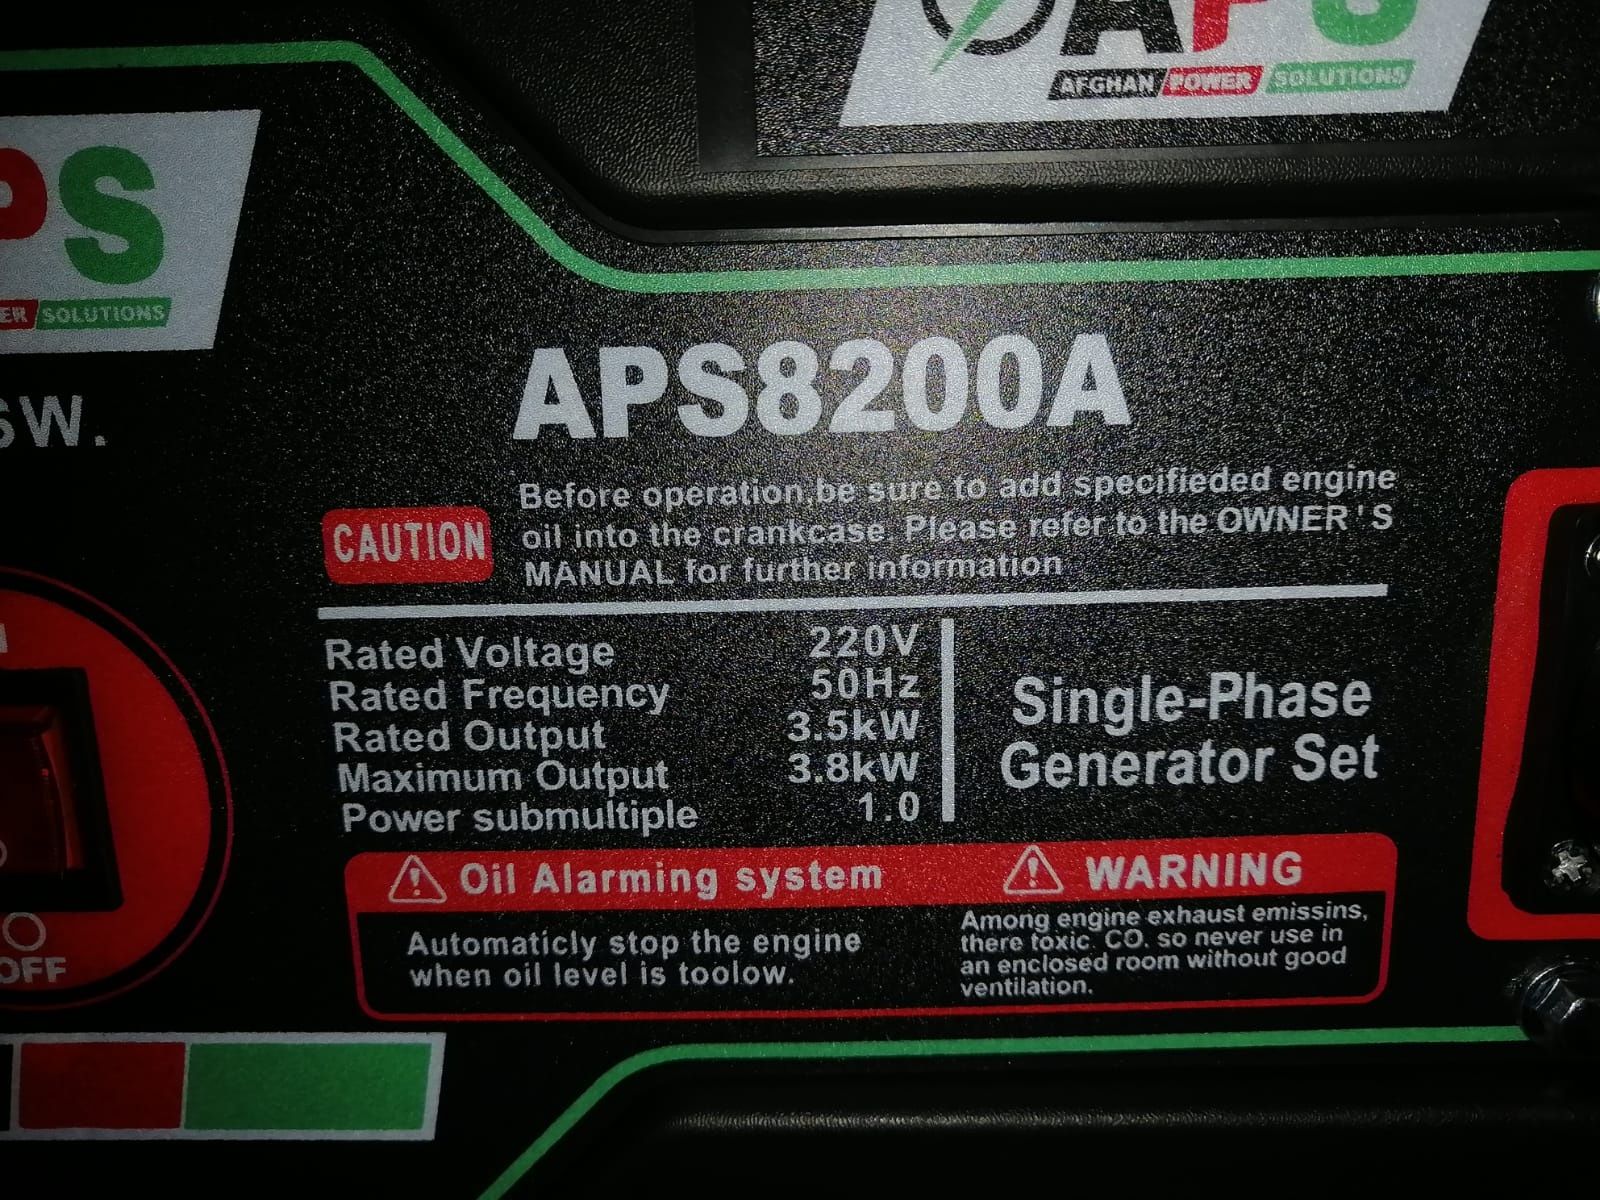 APS
AFGHAN POWER SOLUTIONS
PS
ER SOLUTIONS
SW.
APS8200A
CAUTION
Before operation,be sure to add specifieded engine
oil into the crankcase. Please refer to the OWNER'S
MANUAL for further information
Rated Voltage 220V
Rated Frequency 50Hz
Rated Output 3.5kW
Maximum Output 3.8kW
Power submultiple 1.0
Single-Phase
Generator Set
Oil Alarming system
Automaticly stop the engine
when oil level is toolow.
WARNING
Among engine exhaust emissins,
there toxic. CO. so never use in
an enclosed room without good
ventilation.
OFF